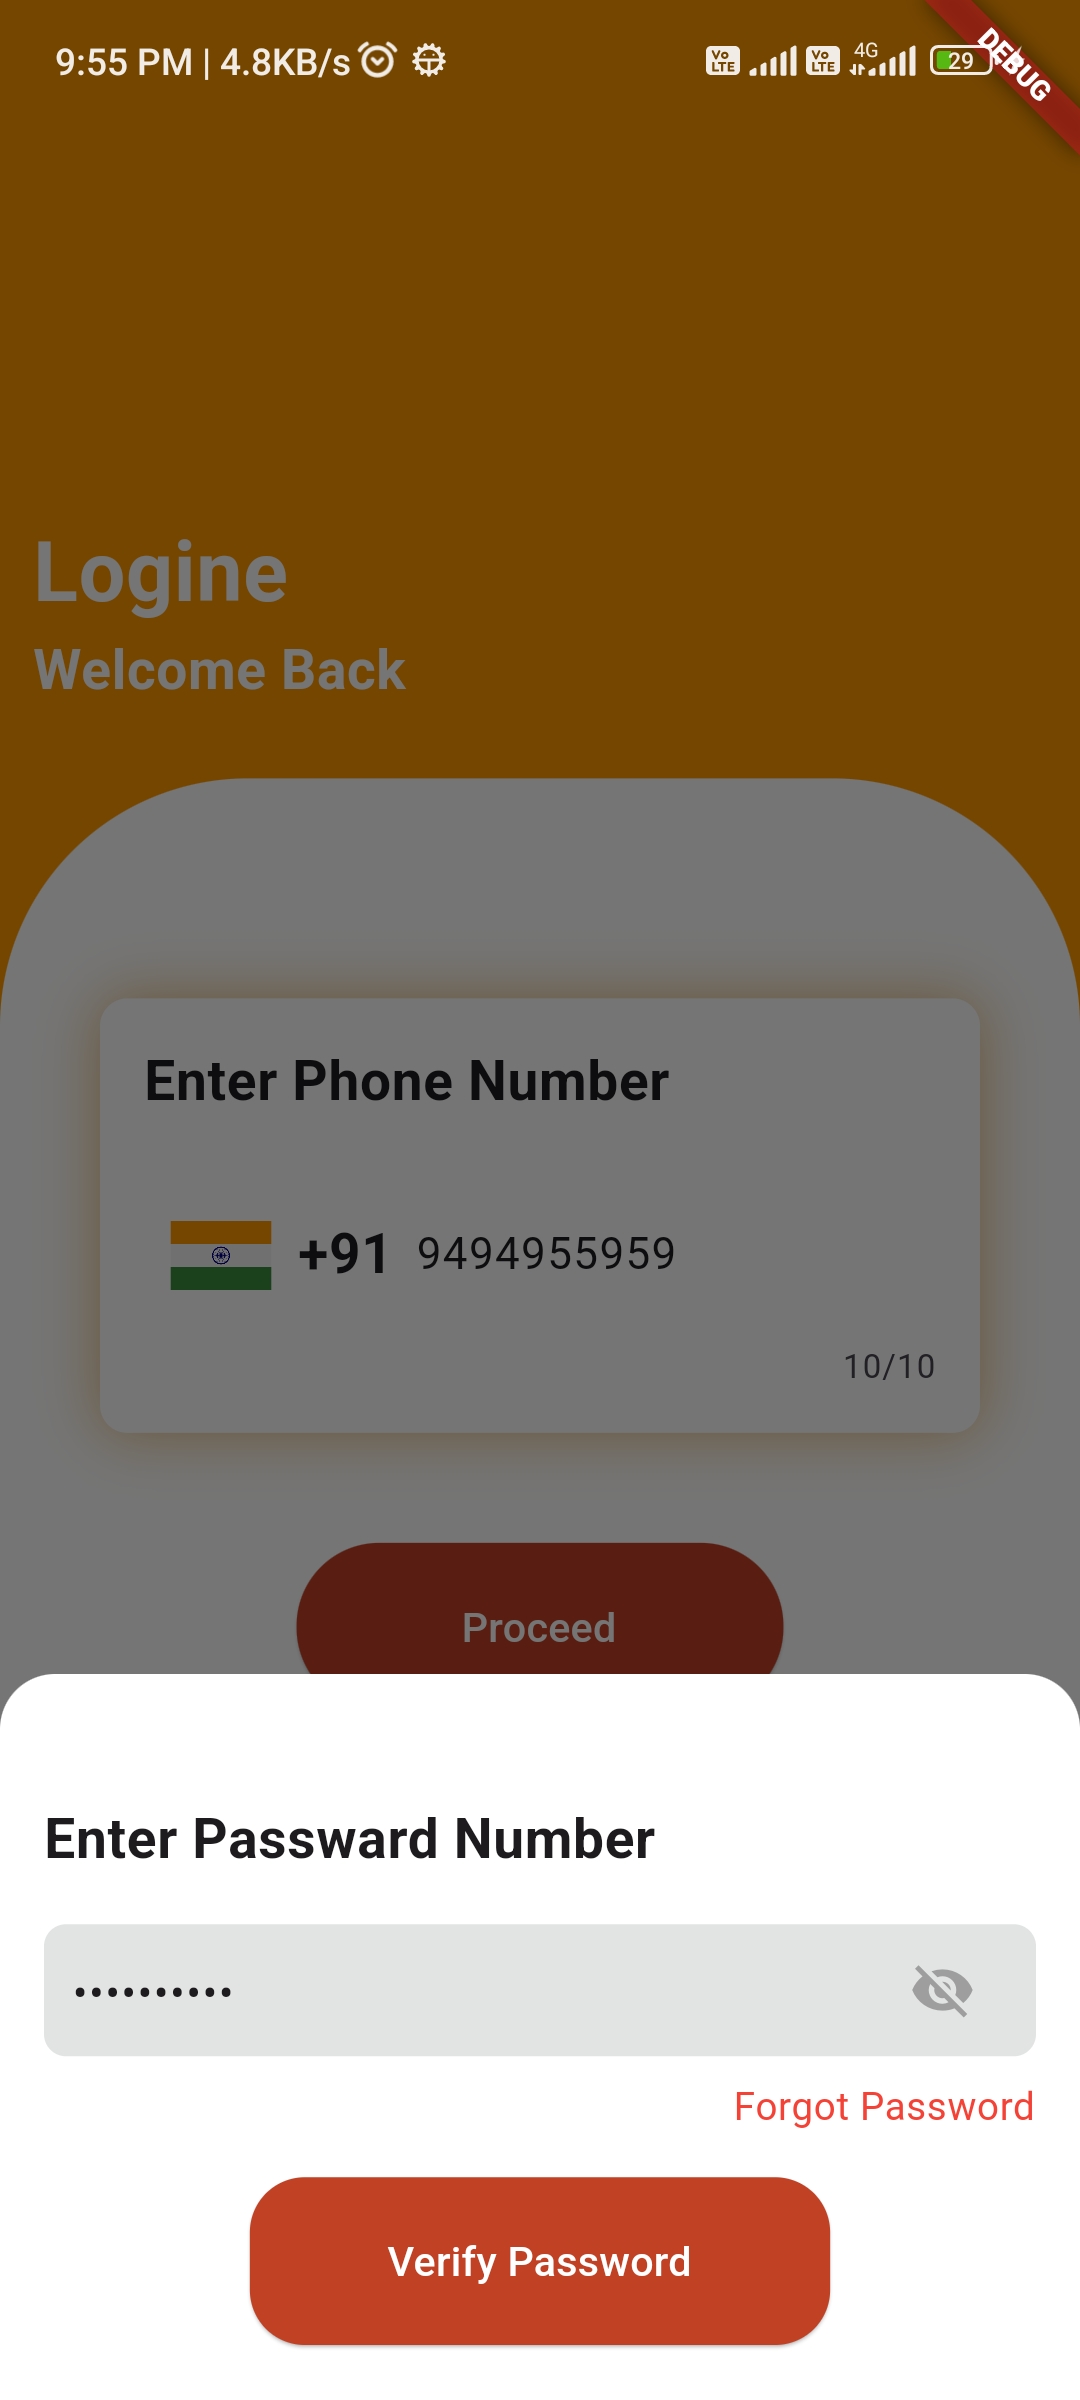 9:55 PM | 4.8KB/s Vo LTE Vo LTE 4G 29
DEBUG
Logine
Welcome Back
Enter Phone Number
+91 9494955959
10/10
Proceed
Enter Passward Number
••••••••••
Forgot Password
Verify Password